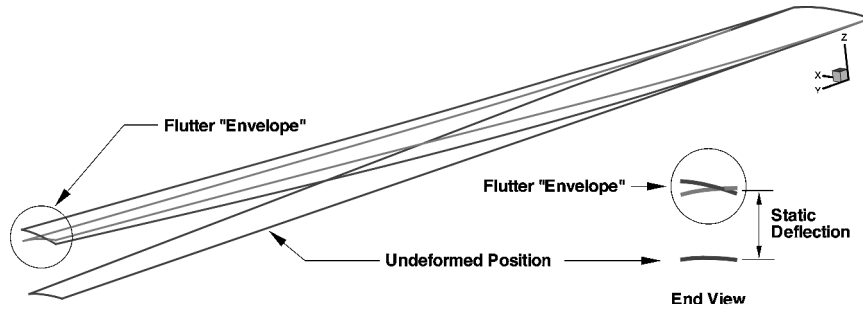 Z
X
Y
Flutter "Envelope"
Flutter "Envelope"
Static
Deflection
Undeformed Position
End View